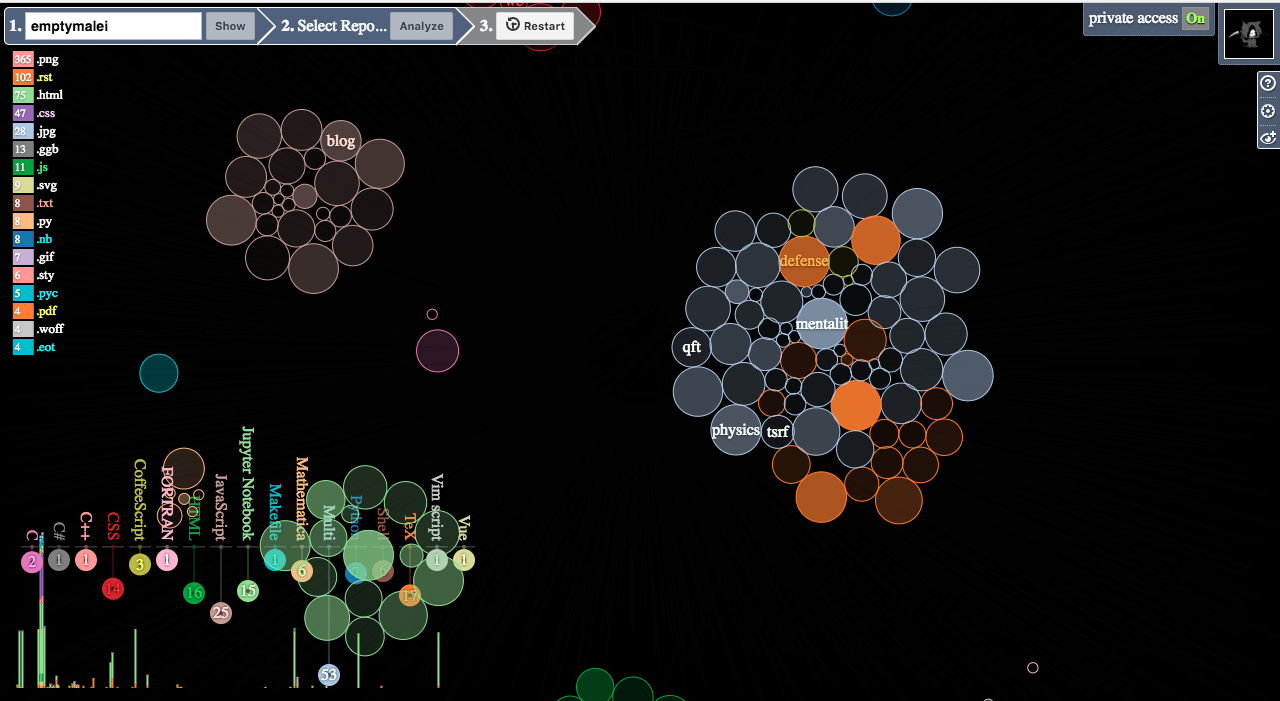 1. emptymalei Show 2. Select Repo... Analyze 3. Restart
private access On
365 .png
102 .rst
75 .html
47 .css
28 .jpg
13 .ggb
11 .js
9 .svg
8 .txt
8 .py
8 .nb
7 .gif
6 .sty
5 .pyc
4 .pdf
4 .woff
4 .eot
blog
defense
mentalit
qft
physics
tsrf
C
C#
C++
CSS
CoffeeScript
FORTRAN
HTML
JavaScript
Jupyter Notebook
Makefile
Mathematica
Multi
Python
Shell
TeX
Vim script
Vue
2 1 1 14 3 1 16 25 15 1 6 53 7 6 17 1 1